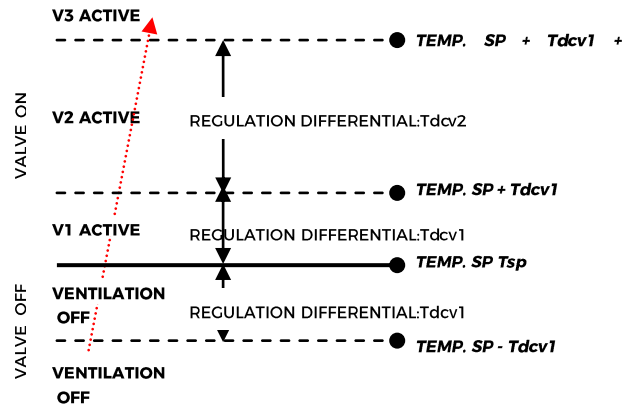 V3 ACTIVE
TEMP. SP + Tdcv1 +
V2 ACTIVE
REGULATION DIFFERENTIAL:Tdcv2
VALVE ON
TEMP. SP + Tdcv1
V1 ACTIVE
REGULATION DIFFERENTIAL:Tdcv1
TEMP. SP Tsp
VENTILATION
OFF
REGULATION DIFFERENTIAL:Tdcv1
VALVE OFF
TEMP. SP - Tdcv1
VENTILATION
OFF